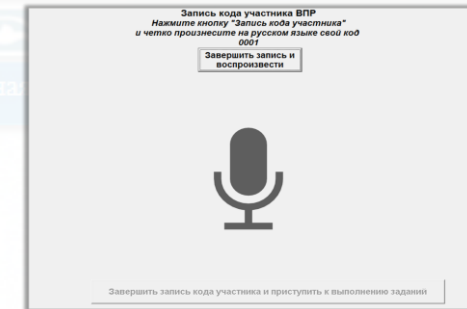 Запись кода участника ВПР
Нажмите кнопку "Запись кода участника"
и четко произнесите на русском языке свой код
0001
Завершить запись и
воспроизвести
Завершить запись кода участника и приступить к выполнению заданий